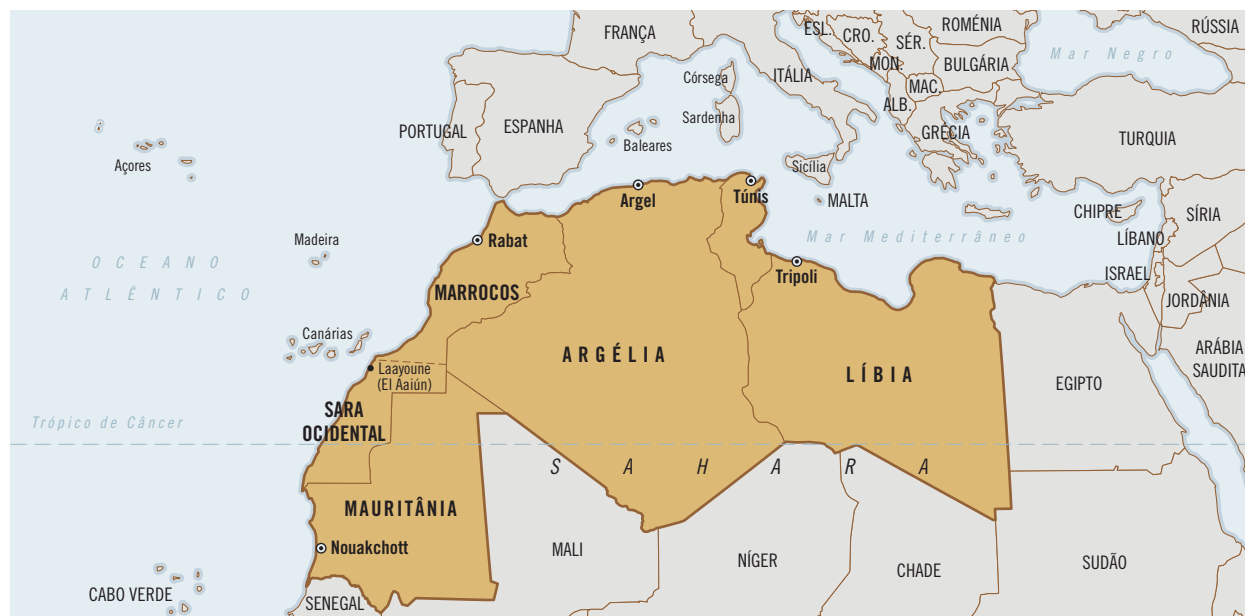 FRANÇA
ESL.
CRO.
SÉR.
ROMÉNIA
RÚSSIA
Mar Negro
MON.
BULGÁRIA
Córsega
ITÁLIA
MAC.
ALB.
Sardenha
PORTUGAL
ESPANHA
GRÉCIA
TURQUIA
Baleares
Açores
Sicília
Argel
Túnis
MALTA
CHIPRE
SÍRIA
Madeira
Rabat
Mar Mediterrâneo
LÍBANO
OCEANO
ATLÊNTICO
Tripoli
ISRAEL
MARROCOS
JORDÂNIA
Canárias
ARGÉLIA
ARÁBIA
SAUDITA
Laayoune
(El Aaiún)
LÍBIA
EGIPTO
SARA
OCIDENTAL
Trópico de Câncer
SAHARA
MAURITÂNIA
Nouakchott
MALI
NÍGER
CHADE
SUDÃO
CABO VERDE
SENEGAL